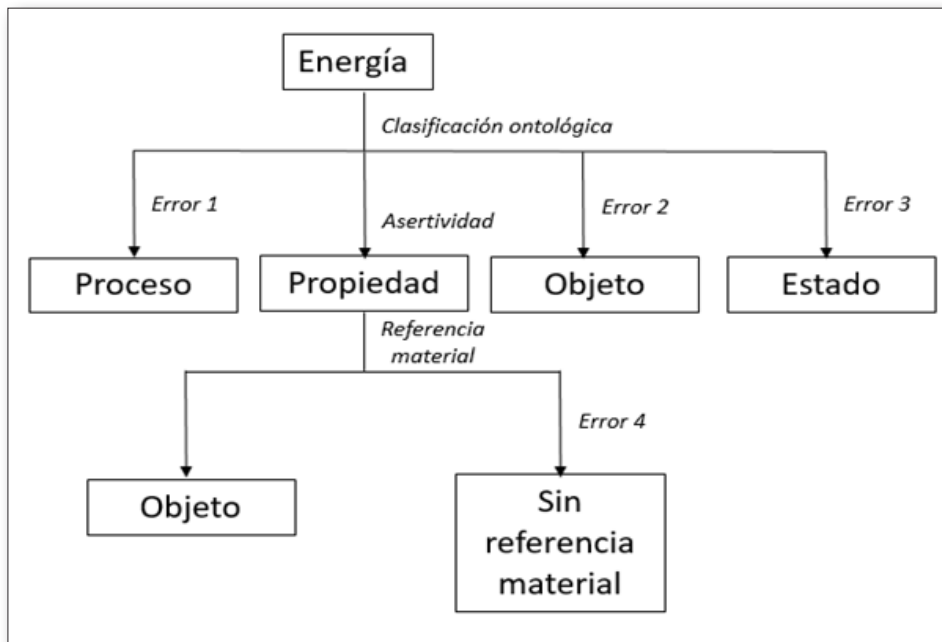 Energía
Clasificación ontológica
Error 1
Asertividad
Error 2
Error 3
Proceso
Propiedad
Objeto
Estado
Referencia
material
Error 4
Objeto
Sin
referencia
material